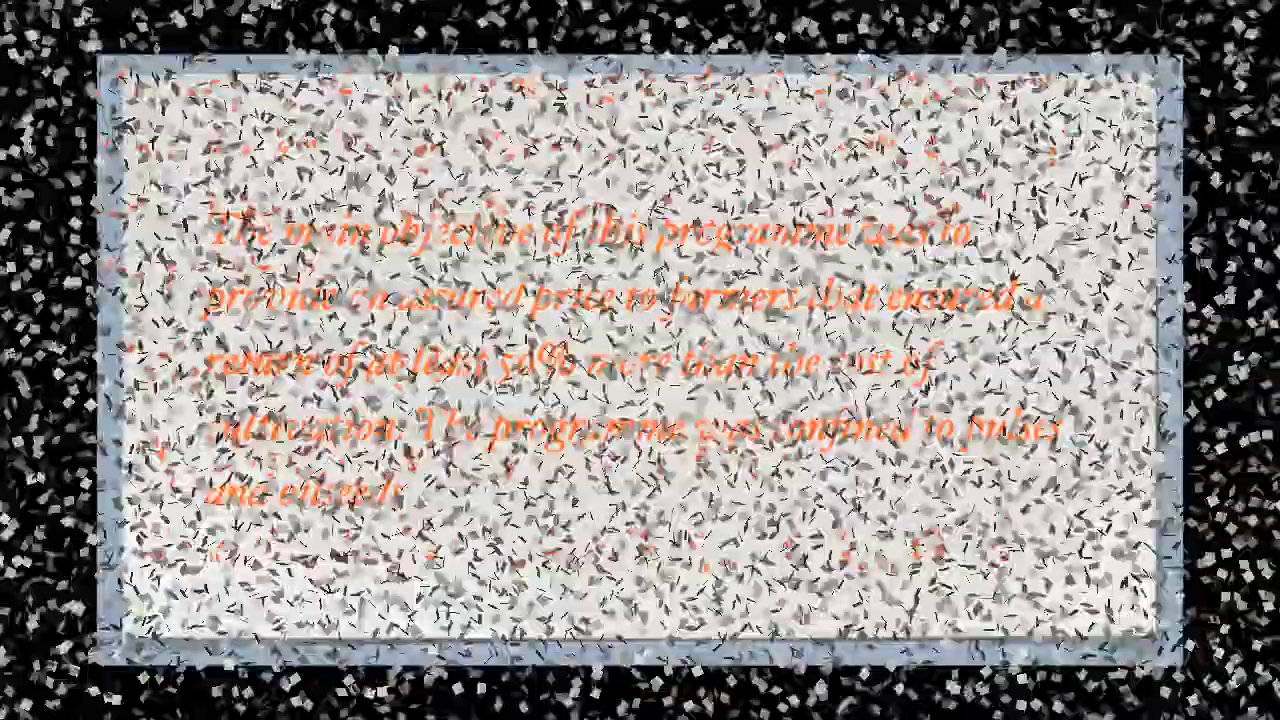 The main objective of this programme was to
provide an assured price to farmers that ensured a
return of at least 50% more than the cost of
cultivation. The programme was confined to pulses
and oilseeds